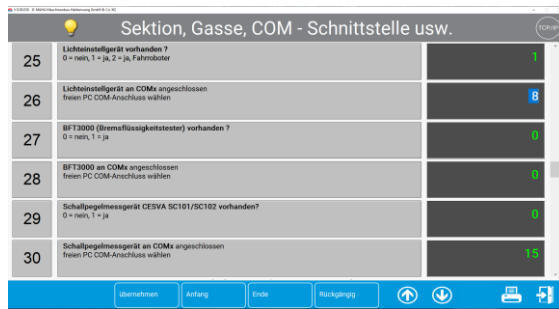 Sektion, Gasse, COM - Schnittstelle usw.
TCP/IP
25
Lichteinstellgerät vorhanden ?
0 = nein, 1 = ja, 2 = ja, Fahrroboter
1
26
Lichteinstellgerät an COMx angeschlossen
freien PC COM-Anschluss wählen
8
27
BFT3000 (Bremsflüssigkeitstester) vorhanden ?
0 = nein, 1 = ja
0
28
BFT3000 an COMx angeschlossen
freien PC COM-Anschluss wählen
0
29
Schallpegelmessgerät CESVA SC101/SC102 vorhanden?
0 = nein, 1 = ja
0
30
Schallpegelmessgerät an COMx angeschlossen
freien PC COM-Anschluss wählen
15
übernehmen
Anfang
Ende
Rückgängig